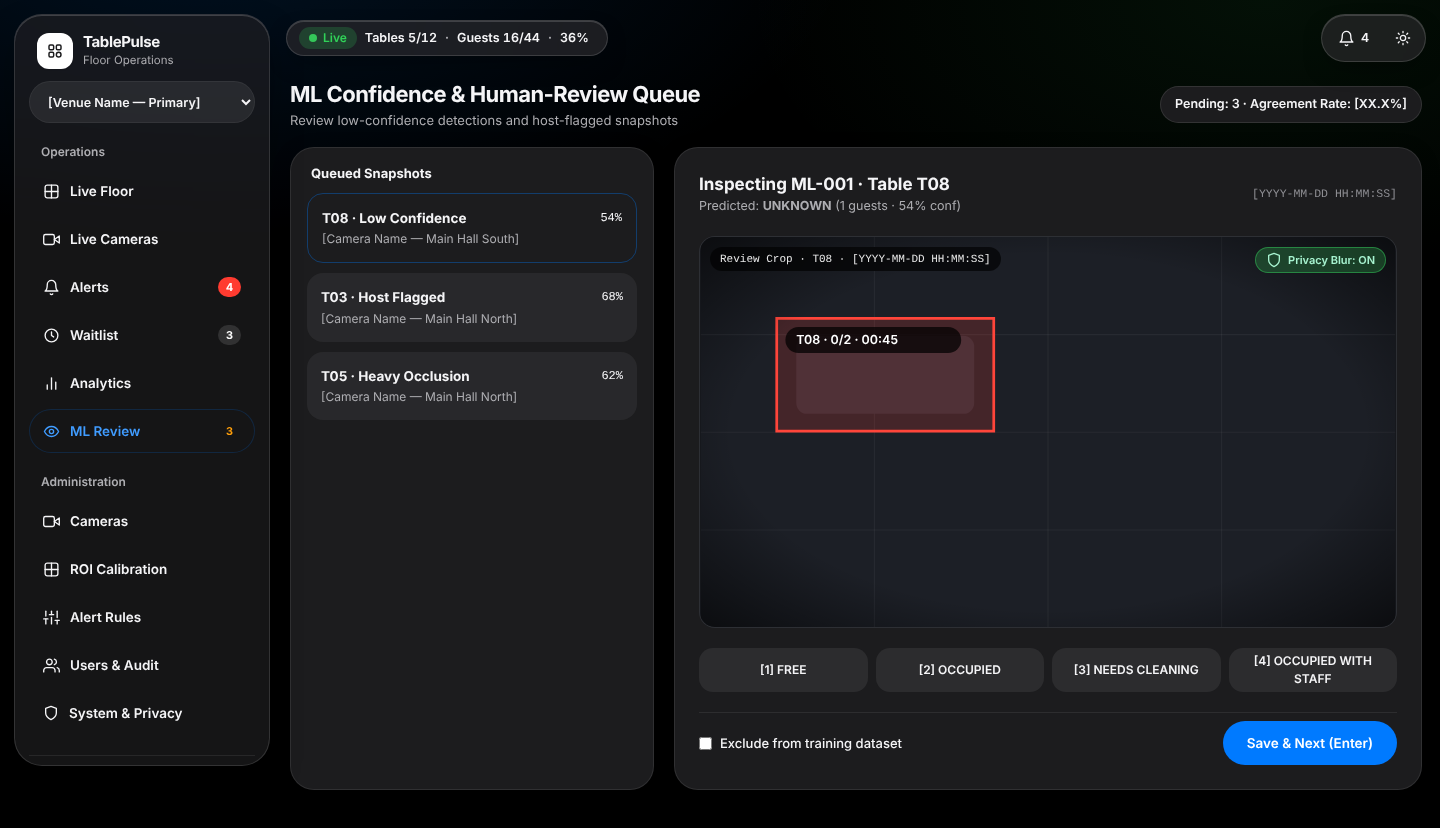 TablePulse
Floor Operations
[Venue Name — Primary]
Operations
Live Floor
Live Cameras
Alerts 4
Waitlist 3
Analytics
ML Review 3
Administration
Cameras
ROI Calibration
Alert Rules
Users & Audit
System & Privacy
Live Tables 5/12 · Guests 16/44 · 36%
4
ML Confidence & Human-Review Queue
Review low-confidence detections and host-flagged snapshots
Pending: 3 · Agreement Rate: [XX.X%]
Queued Snapshots
T08 · Low Confidence 54%
[Camera Name — Main Hall South]
T03 · Host Flagged 68%
[Camera Name — Main Hall North]
T05 · Heavy Occlusion 62%
[Camera Name — Main Hall North]
Inspecting ML-001 · Table T08
Predicted: UNKNOWN (1 guests · 54% conf)
[YYYY-MM-DD HH:MM:SS]
Review Crop · T08 · [YYYY-MM-DD HH:MM:SS]
Privacy Blur: ON
T08 · 0/2 · 00:45
[1] FREE
[2] OCCUPIED
[3] NEEDS CLEANING
[4] OCCUPIED WITH
STAFF
Exclude from training dataset
Save & Next (Enter)